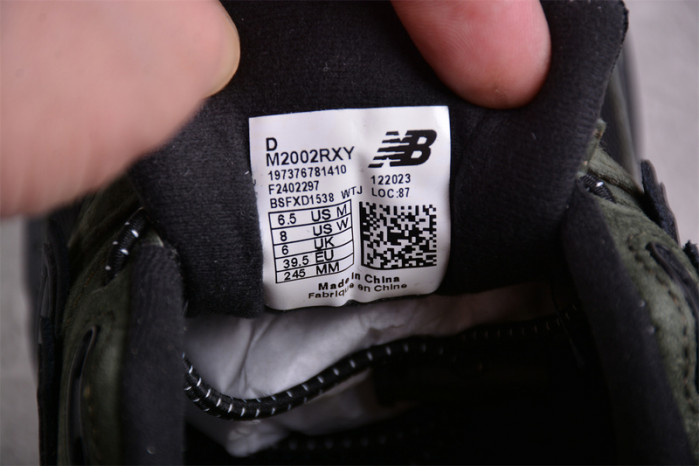 D
M2002RXY
NB
197376781410
122023
F2402297
LOC:87
BSFXD1538 WTJ
6.5 US M
8 US W
6 UK
39.5 EU
245 MM
Made in China
Fabriqué en Chine